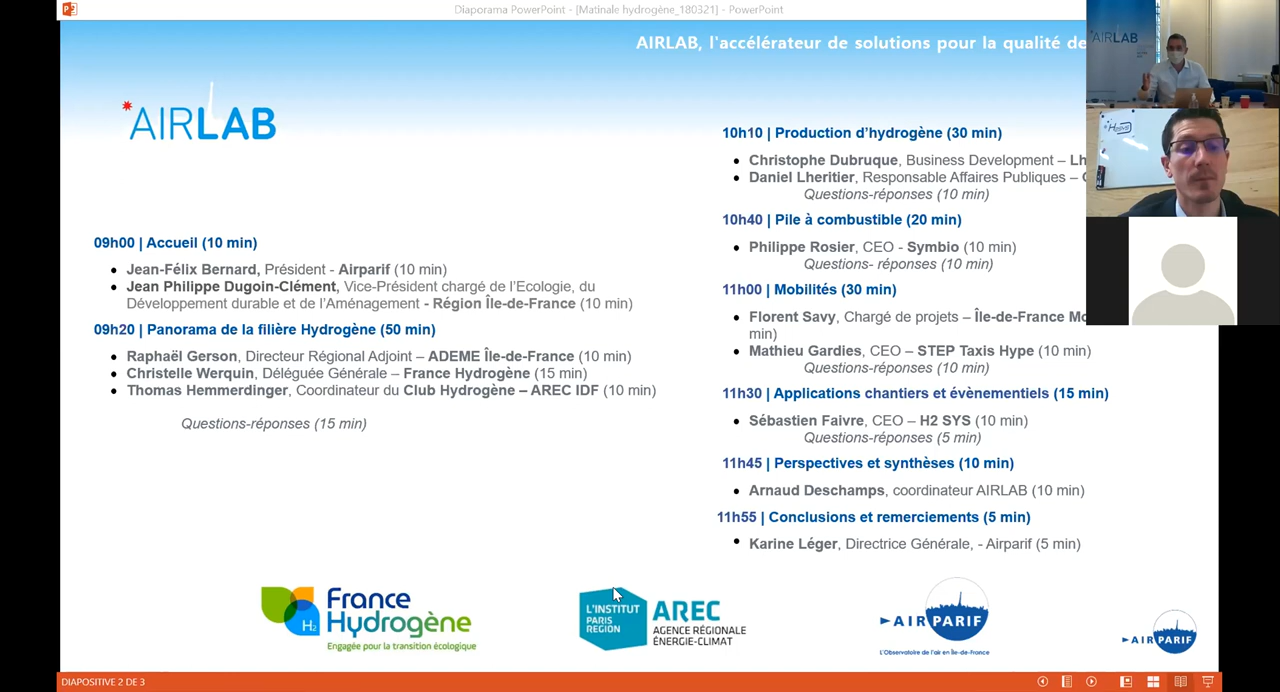 Diaporama PowerPoint - [Matinale hydrogène_180321] - PowerPoint
AIRLAB, l'accélérateur de solutions pour la qualité de
AIRLAB
09h00 | Accueil (10 min)
Jean-Félix Bernard, Président - Airparif (10 min)
Jean Philippe Dugoin-Clément, Vice-Président chargé de l'Ecologie, du
Développement durable et de l'Aménagement - Région Île-de-France (10 min)
09h20 | Panorama de la filière Hydrogène (50 min)
Raphaël Gerson, Directeur Régional Adjoint – ADEME Île-de-France (10 min)
Christelle Werquin, Déléguée Générale – France Hydrogène (15 min)
Thomas Hemmerdinger, Coordinateur du Club Hydrogène – AREC IDF (10 min)
Questions-réponses (15 min)
10h10 | Production d'hydrogène (30 min)
Christophe Dubruque, Business Development – Lh
Daniel Lheritier, Responsable Affaires Publiques –
Questions-réponses (10 min)
10h40 | Pile à combustible (20 min)
Philippe Rosier, CEO - Symbio (10 min)
Questions- réponses (10 min)
11h00 | Mobilités (30 min)
Florent Savy, Chargé de projets – Île-de-France Mo
min)
Mathieu Gardies, CEO – STEP Taxis Hype (10 min)
Questions-réponses (10 min)
11h30 | Applications chantiers et évènementiels (15 min)
Sébastien Faivre, CEO – H2 SYS (10 min)
Questions-réponses (5 min)
11h45 | Perspectives et synthèses (10 min)
Arnaud Deschamps, coordinateur AIRLAB (10 min)
11h55 | Conclusions et remerciements (5 min)
Karine Léger, Directrice Générale, - Airparif (5 min)
AIRLAB
H2
France
Hydrogène
Engagée pour la transition écologique
L'INSTITUT
PARIS
REGION
AREC
AGENCE RÉGIONALE
ÉNERGIE-CLIMAT
AIRPARIF
L'Observatoire de l'air en Île-de-France
AIRPARIF
DIAPOSITIVE 2 DE 3